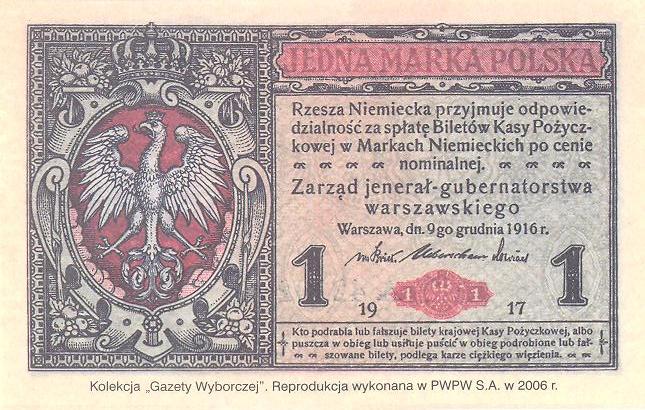 JEDNA MARKA POLSKA
Rzesza Niemiecka przyjmuje odpowie-
dzialność za spłatę Biletów Kasy Pożycz-
kowej w Markach Niemieckich po cenie
nominalnej.
Zarząd jenerał-gubernatorstwa
warszawskiego
Warszawa, dn. 9go grudnia 1916 r.
1 1
1 1
19 17
Kto podrabia lub fałszuje bilety krajowej Kasy Pożyczkowej, albo
puszcza w obieg lub usiłuje puścić w obieg podrobione lub fał-
szowane bilety, podlega karze ciężkiego więzienia.
Kolekcja „Gazety Wyborczej". Reprodukcja wykonana w PWPW S.A. w 2006 r.